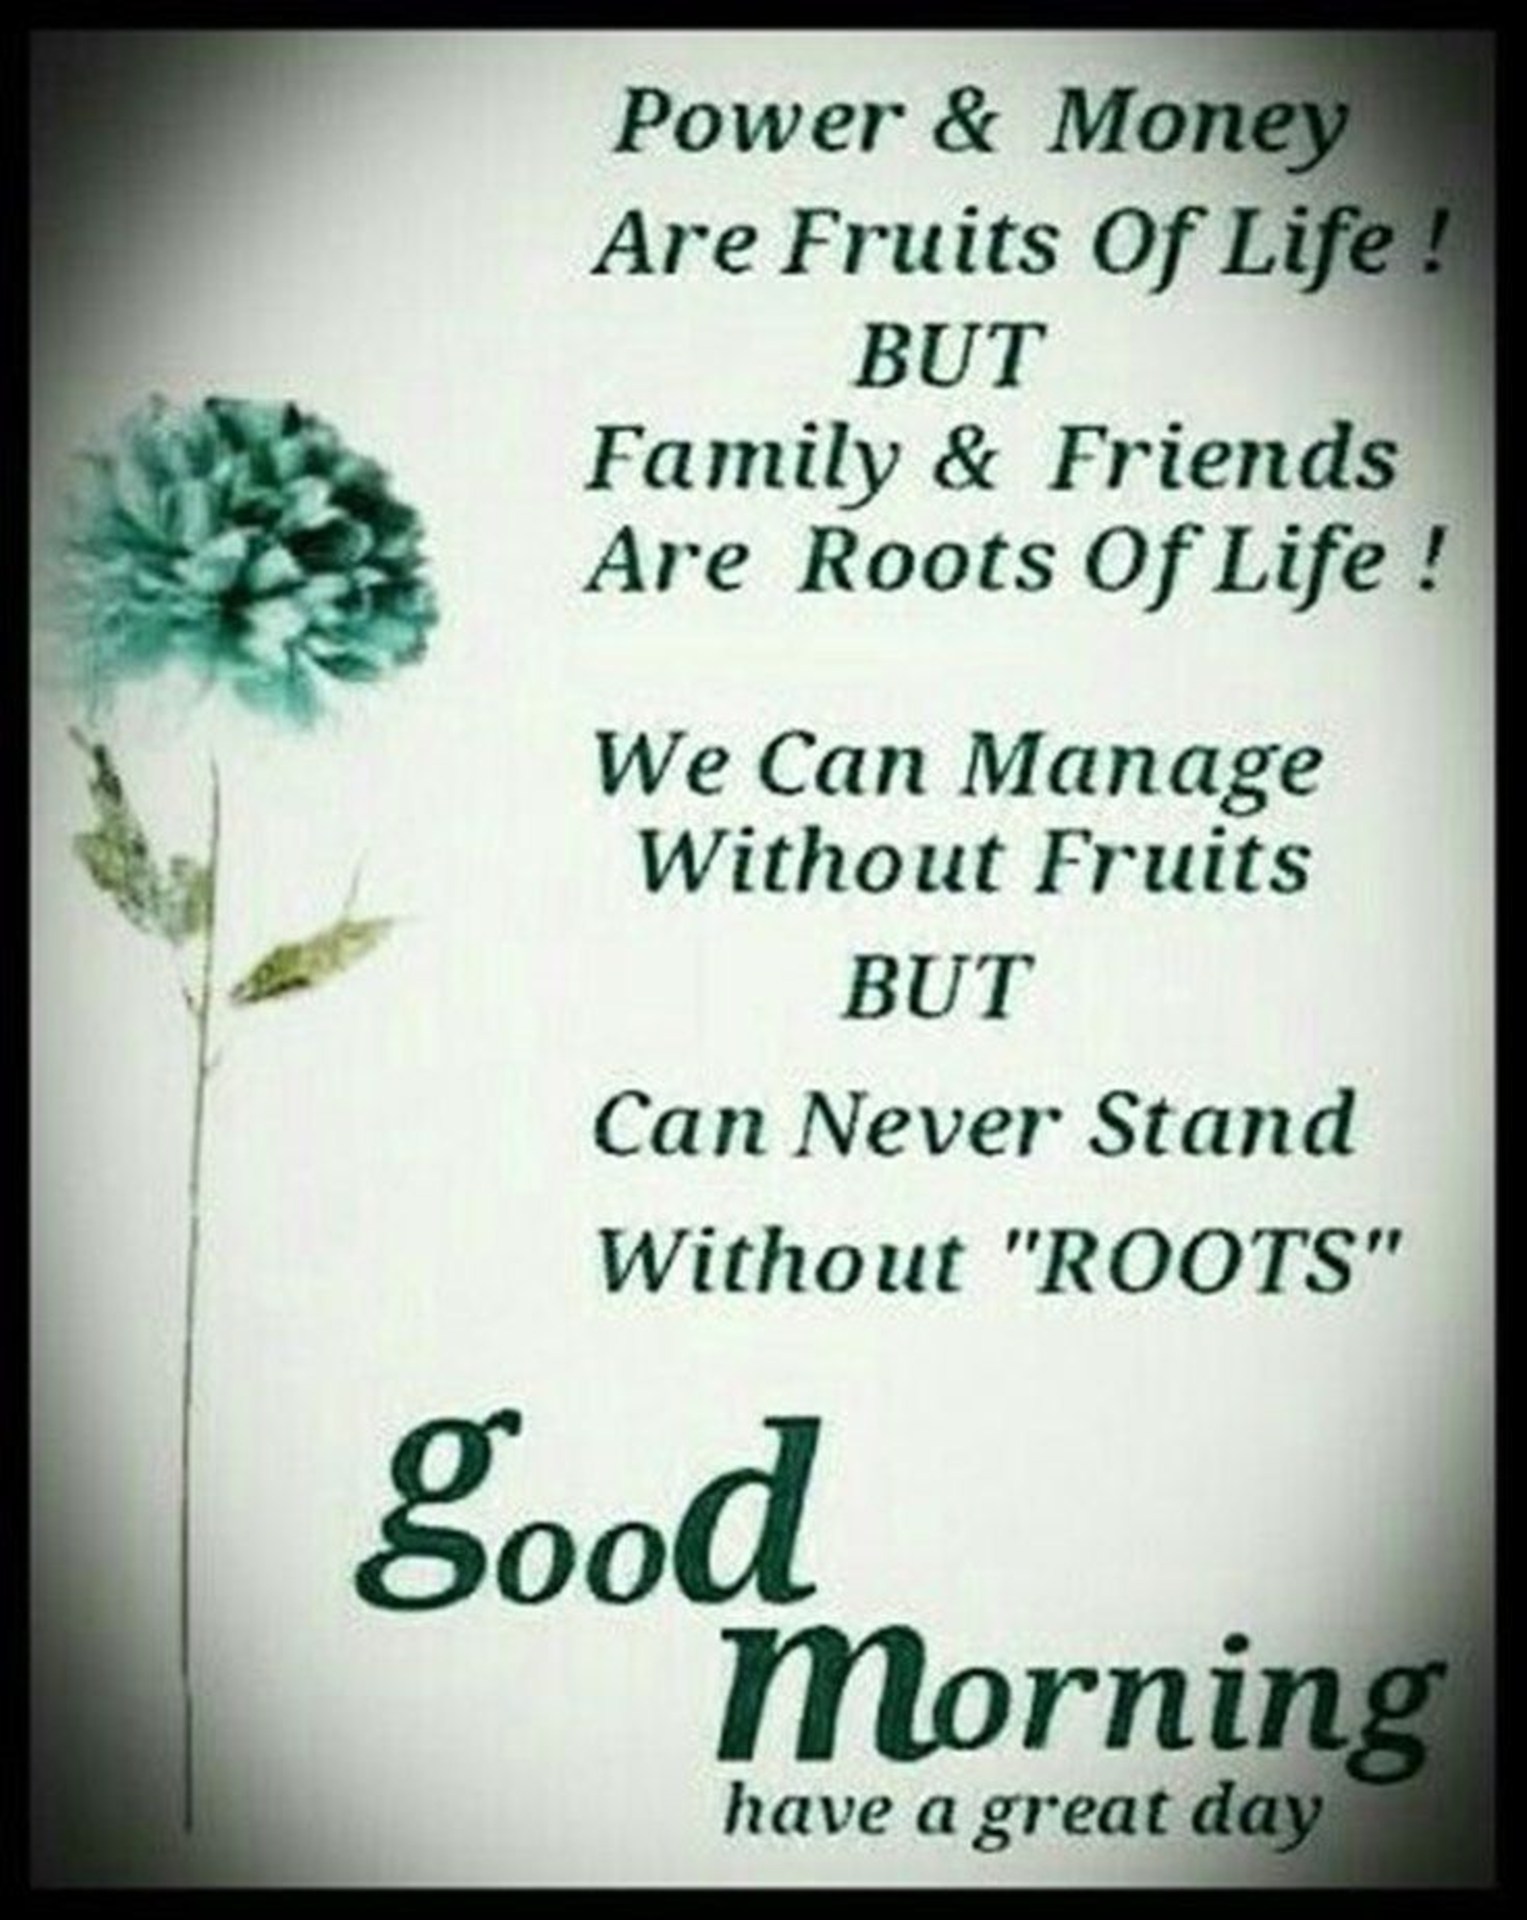 Power & Money
Are Fruits Of Life !
BUT
Family & Friends
Are Roots Of Life !
We Can Manage
Without Fruits
BUT
Can Never Stand
Without "ROOTS"
good
morning
have a great day